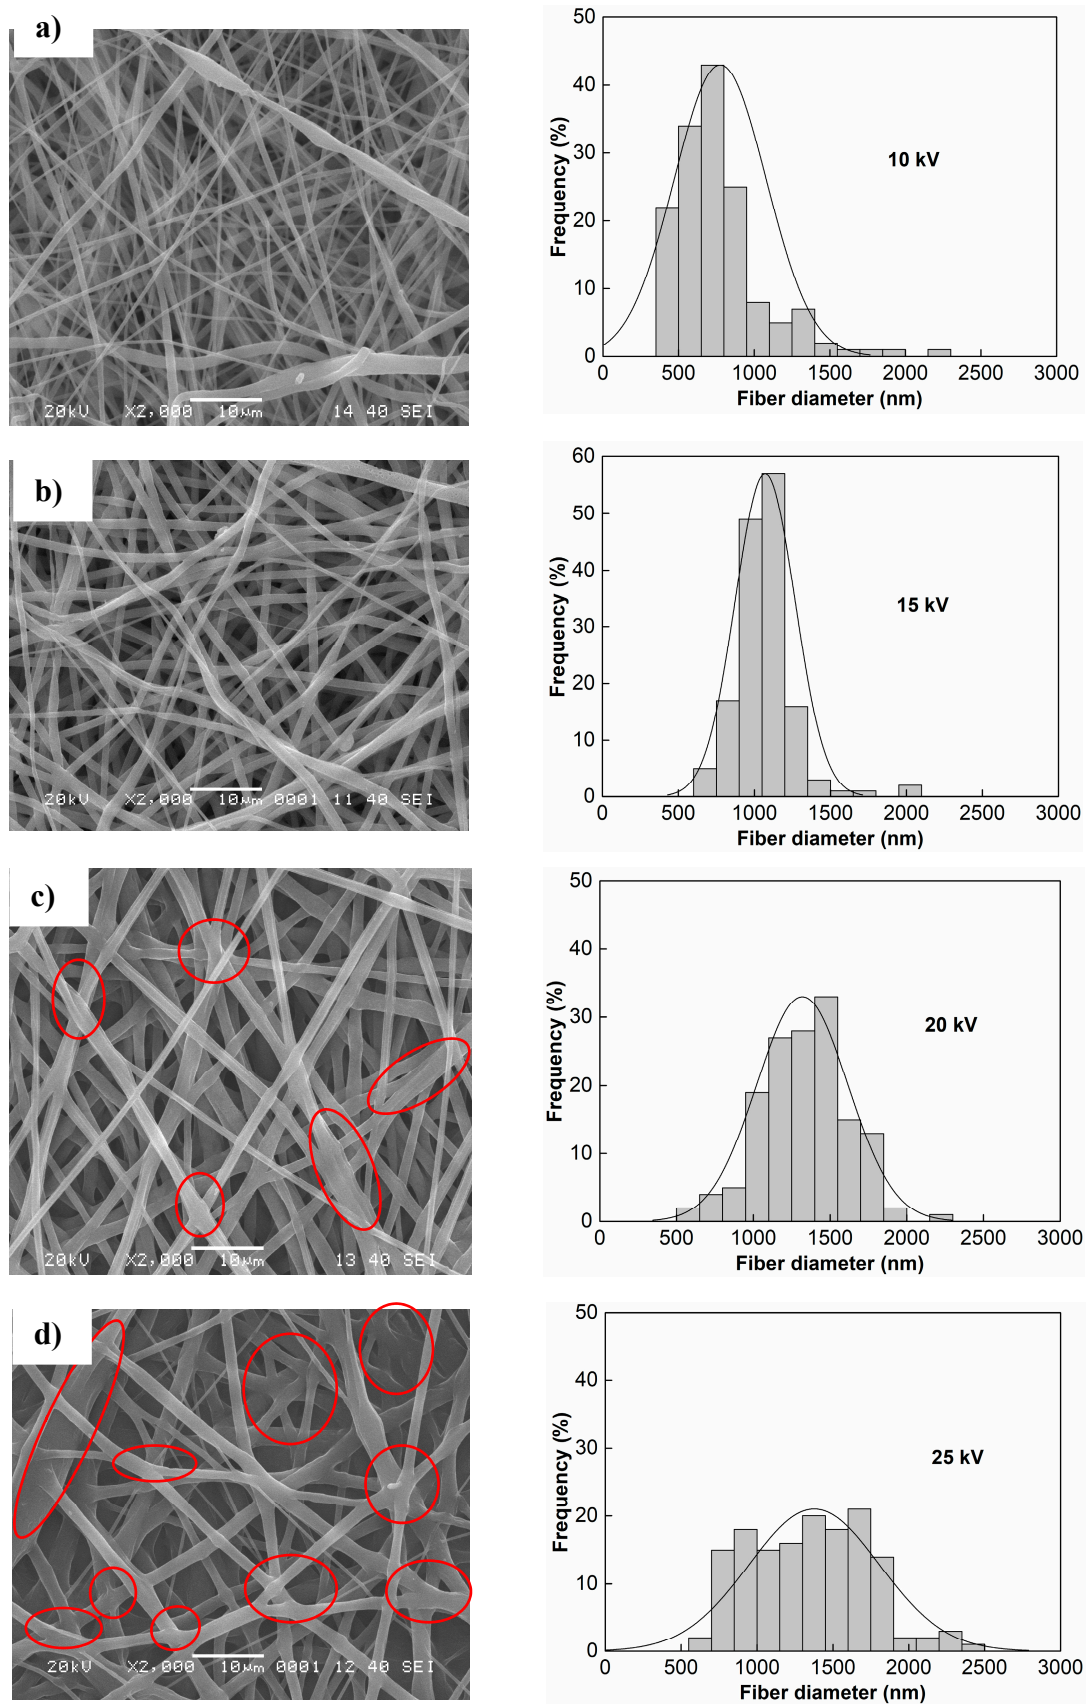 a)
20kV X2,000 10µm 14 40 SEI
50
40
30
20
10
0
Frequency (%)
10 kV
0 500 1000 1500 2000 2500 3000
Fiber diameter (nm)
b)
20kV X2,000 10µm 0001 11 40 SEI
60
50
40
30
20
10
0
Frequency (%)
15 kV
0 500 1000 1500 2000 2500 3000
Fiber diameter (nm)
c)
20kV X2,000 10µm 13 40 SEI
50
40
30
20
10
0
Frequency (%)
20 kV
0 500 1000 1500 2000 2500 3000
Fiber diameter (nm)
d)
20kV X2,000 10µm 0001 12 40 SEI
50
40
30
20
10
0
Frequency (%)
25 kV
0 500 1000 1500 2000 2500 3000
Fiber diameter (nm)